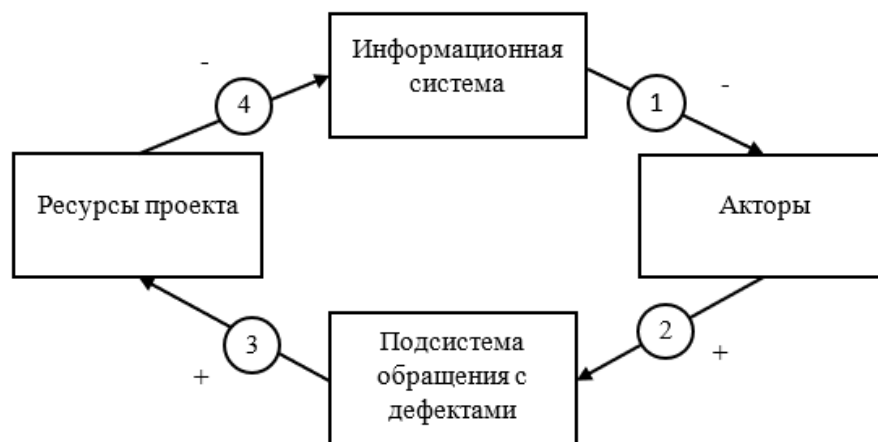 Информационная
система
-
4
1
-
Ресурсы проекта
Акторы
3
+
Подсистема
обращения с
дефектами
2
+